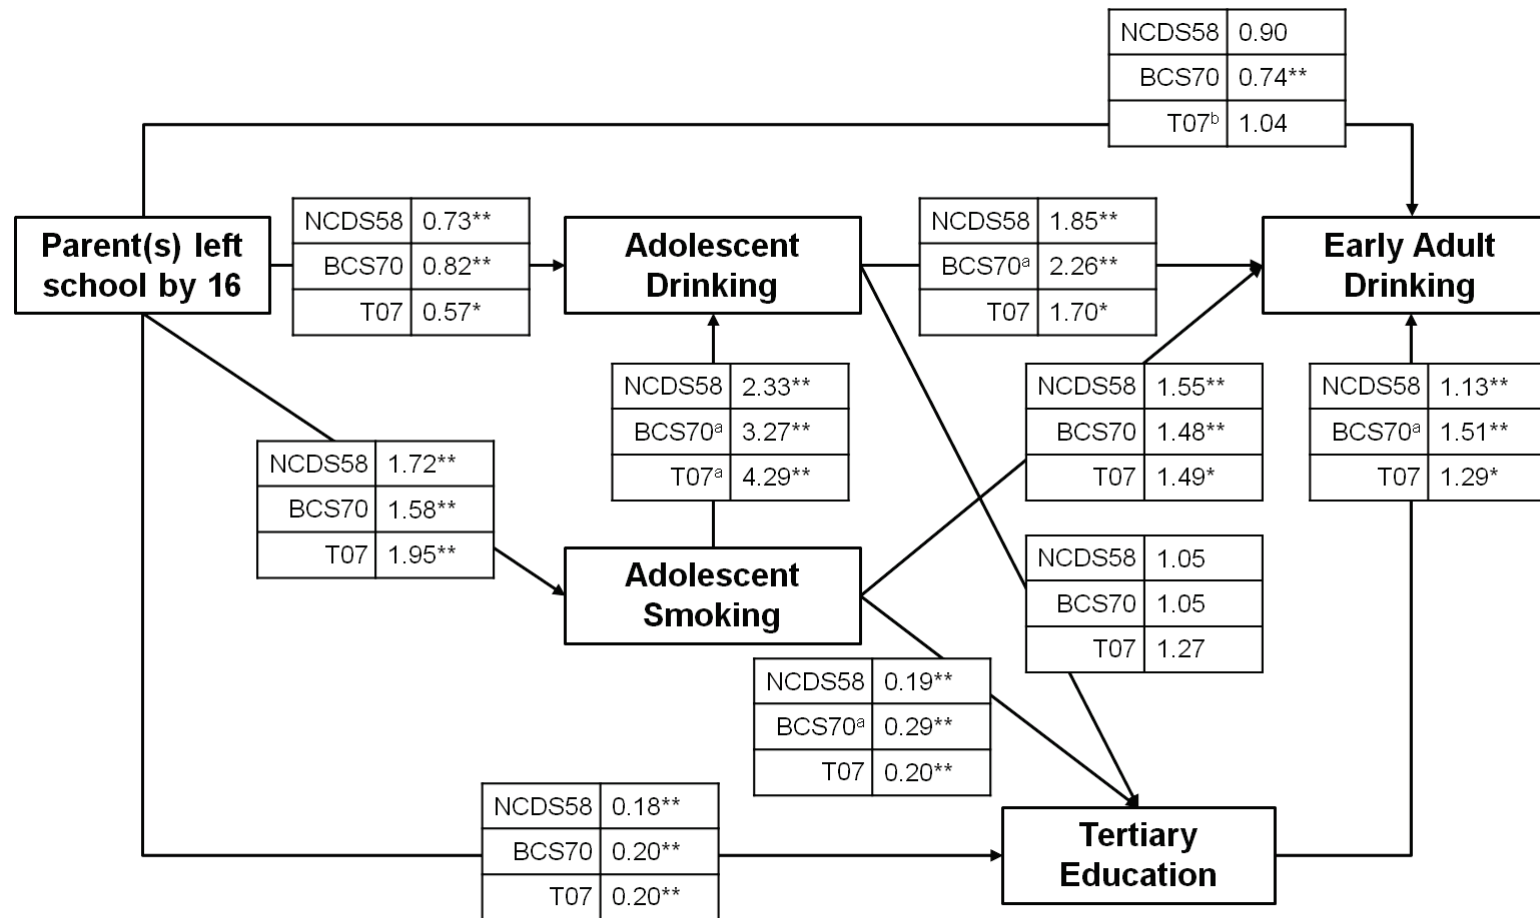 NCDS58 0.90
BCS70 0.74**
T07ᵇ 1.04
Parent(s) left
school by 16
NCDS58 0.73**
BCS70 0.82**
T07 0.57*
Adolescent
Drinking
NCDS58 1.85**
BCS70ᵃ 2.26**
T07 1.70*
Early Adult
Drinking
NCDS58 2.33**
BCS70ᵃ 3.27**
T07ᵃ 4.29**
NCDS58 1.55**
BCS70 1.48**
T07 1.49*
NCDS58 1.13**
BCS70ᵃ 1.51**
T07 1.29*
NCDS58 1.72**
BCS70 1.58**
T07 1.95**
Adolescent
Smoking
NCDS58 1.05
BCS70 1.05
T07 1.27
NCDS58 0.19**
BCS70ᵃ 0.29**
T07 0.20**
NCDS58 0.18**
BCS70 0.20**
T07 0.20**
Tertiary
Education